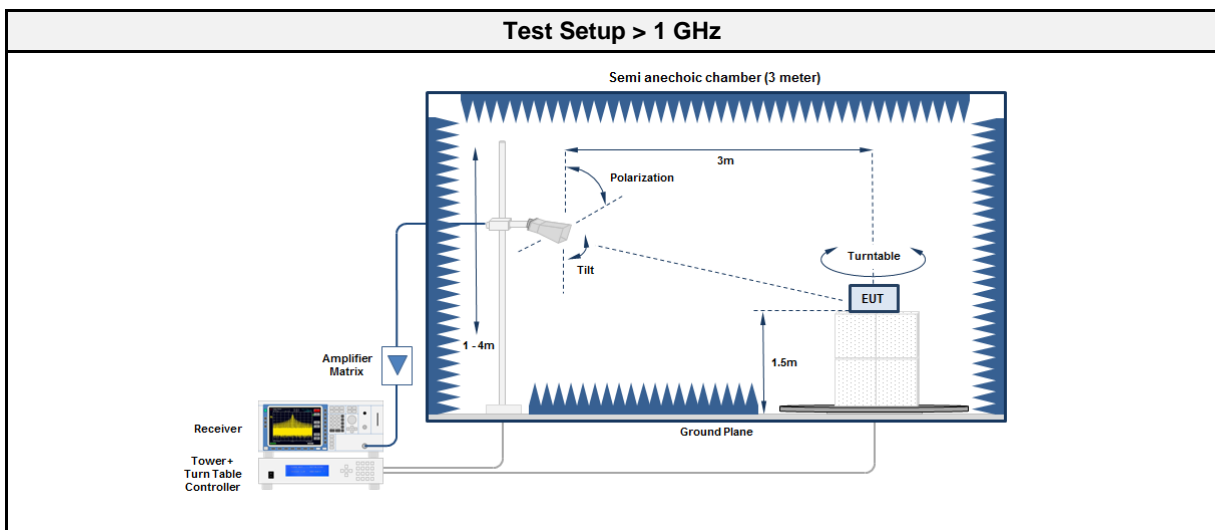 Test Setup > 1 GHz
Semi anechoic chamber (3 meter)
3m
Polarization
Tilt
Turntable
EUT
1 - 4m
1.5m
Amplifier
Matrix
Ground Plane
Receiver
Tower+
Turn Table
Controller